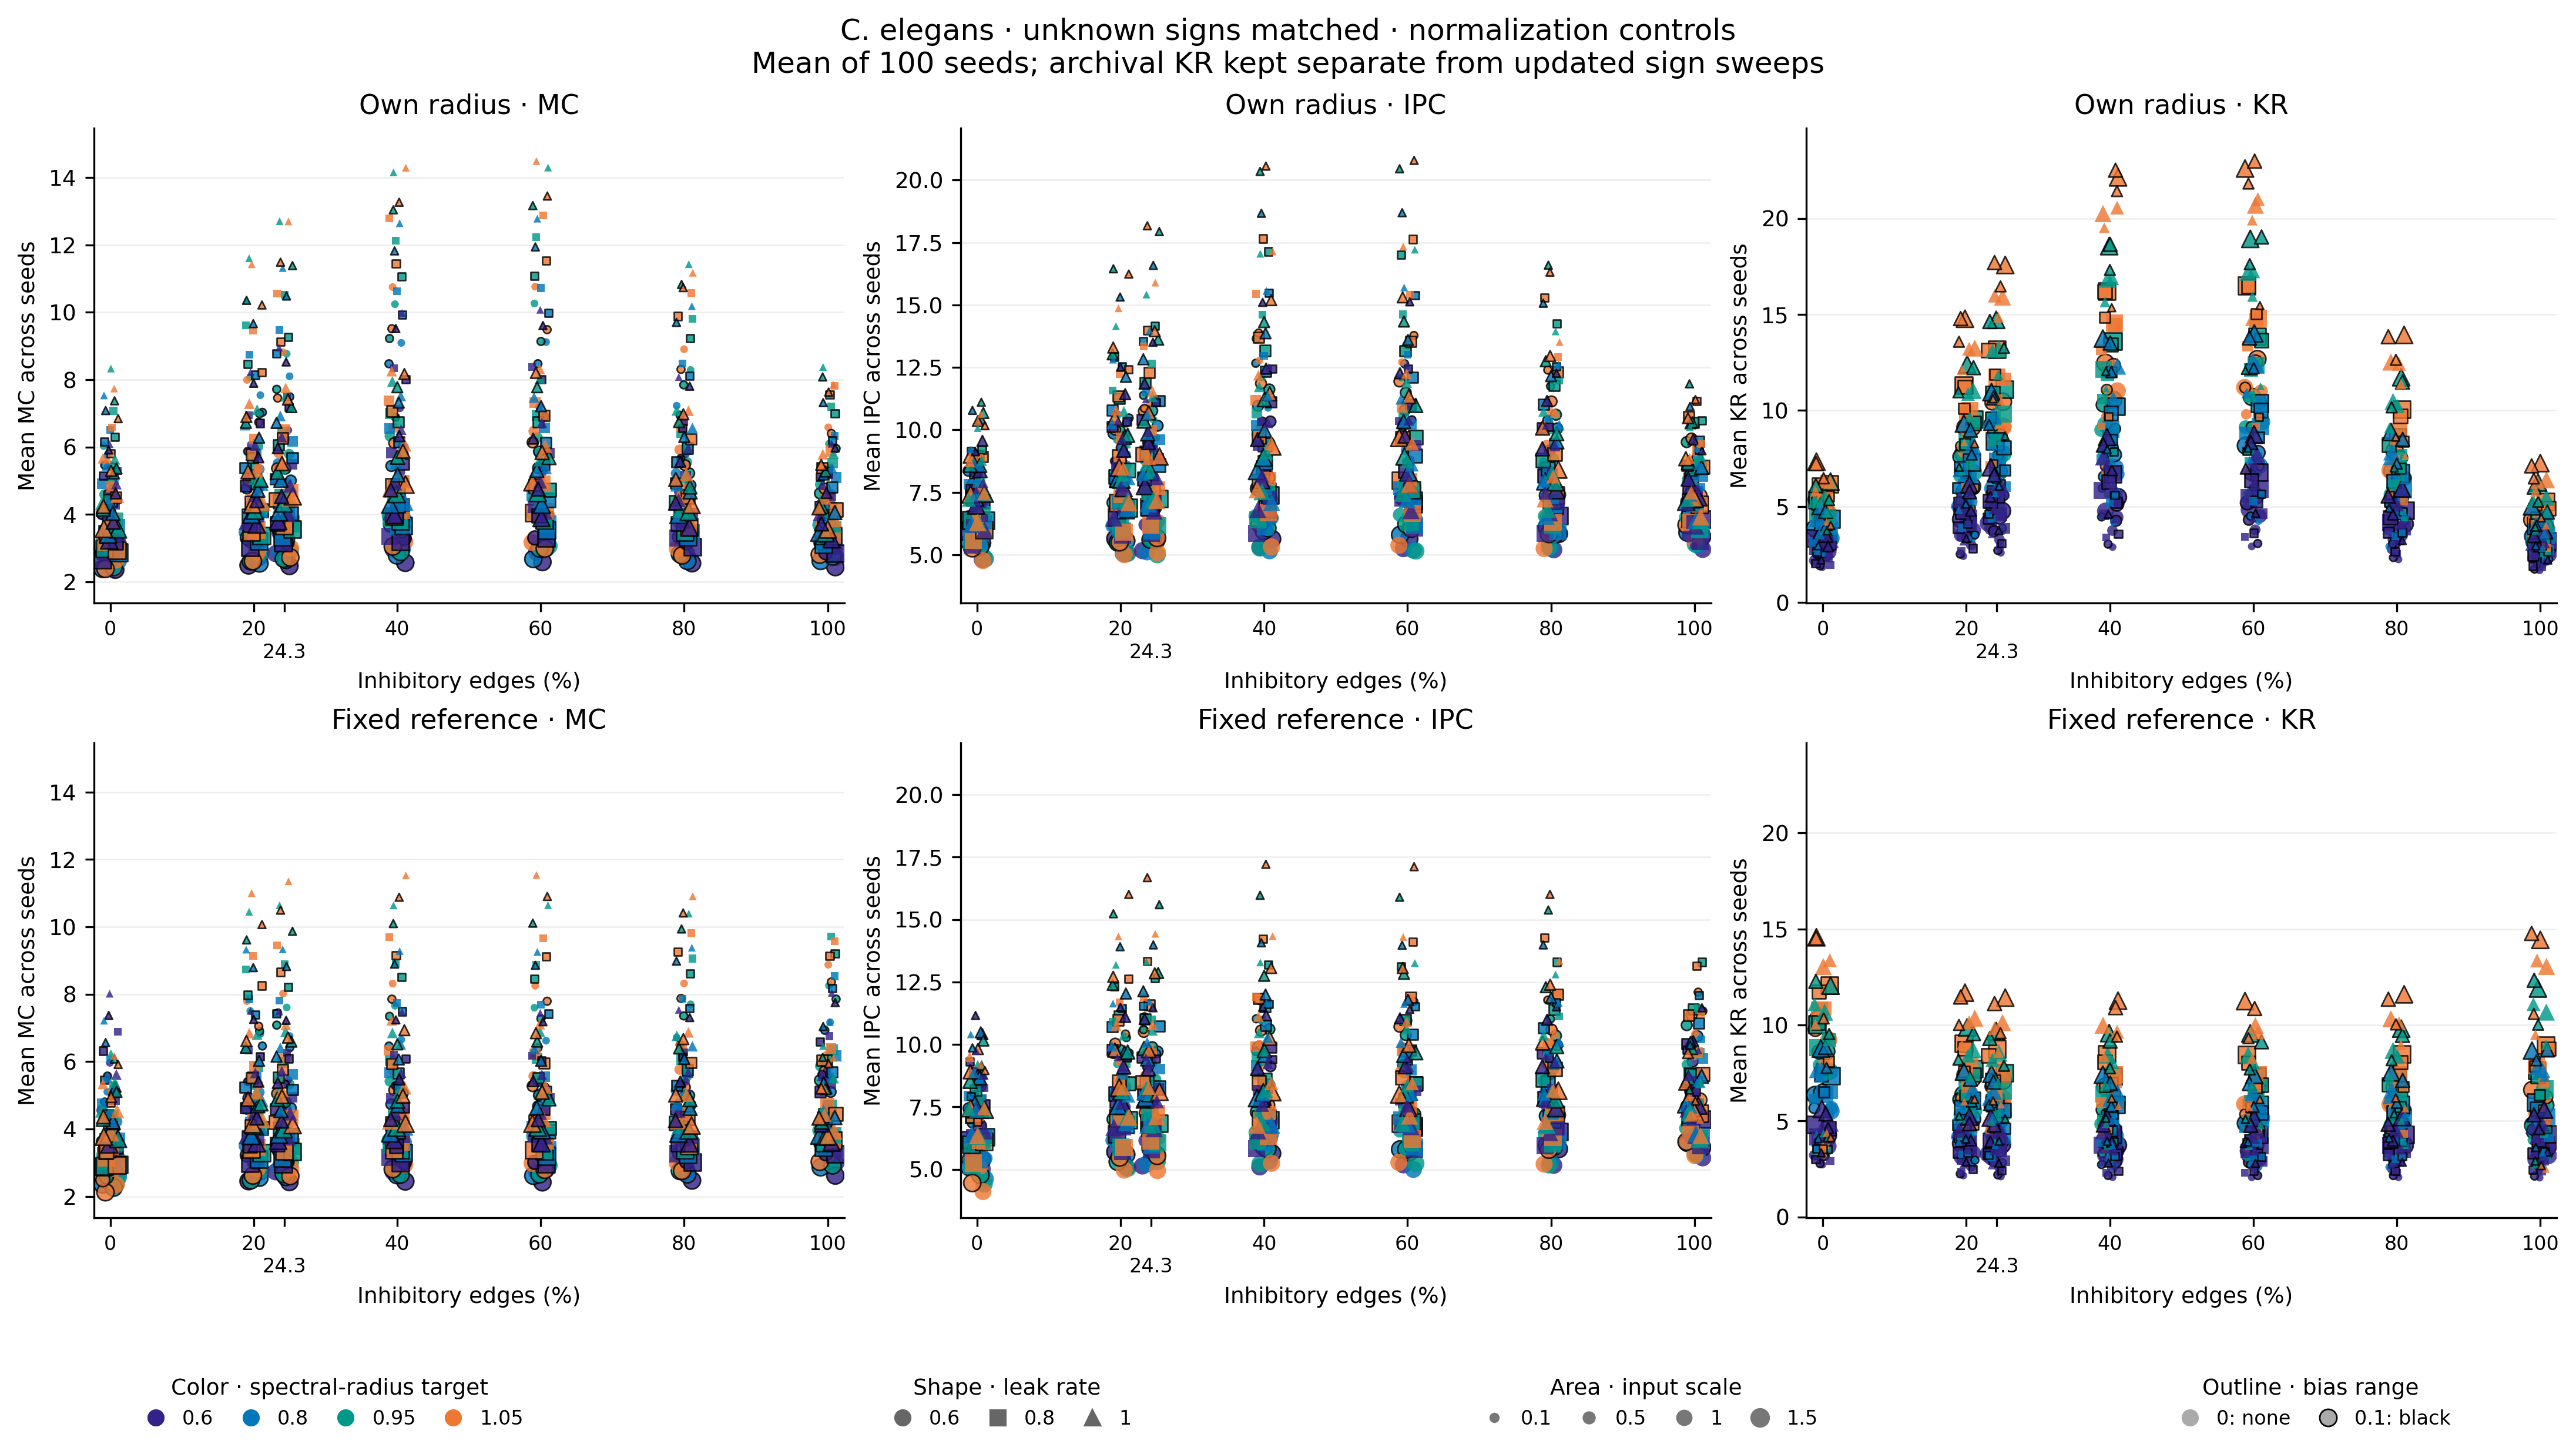 C. elegans · unknown signs matched · normalization controls
Mean of 100 seeds; archival KR kept separate from updated sign sweeps
Own radius · MC
Own radius · IPC
Own radius · KR
Mean MC across seeds
14
12
10
8
6
4
2
0
20
24.3
40
60
80
100
Inhibitory edges (%)
Mean IPC across seeds
20.0
17.5
15.0
12.5
10.0
7.5
5.0
0
20
24.3
40
60
80
100
Inhibitory edges (%)
Mean KR across seeds
20
15
10
5
0
0
20
24.3
40
60
80
100
Inhibitory edges (%)
Fixed reference · MC
Fixed reference · IPC
Fixed reference · KR
Mean MC across seeds
14
12
10
8
6
4
2
0
20
24.3
40
60
80
100
Inhibitory edges (%)
Mean IPC across seeds
20.0
17.5
15.0
12.5
10.0
7.5
5.0
0
20
24.3
40
60
80
100
Inhibitory edges (%)
Mean KR across seeds
20
15
10
5
0
0
20
24.3
40
60
80
100
Inhibitory edges (%)
Color · spectral-radius target
0.6 0.8 0.95 1.05
Shape · leak rate
0.6 0.8 1
Area · input scale
0.1 0.5 1 1.5
Outline · bias range
0: none 0.1: black